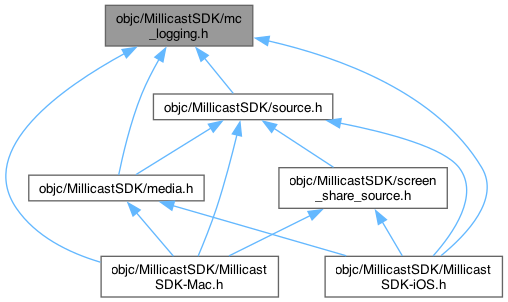 objc/MillicastSDK/mc
_logging.h
objc/MillicastSDK/source.h
objc/MillicastSDK/media.h
objc/MillicastSDK/screen
_share_source.h
objc/MillicastSDK/Millicast
SDK-Mac.h
objc/MillicastSDK/Millicast
SDK-iOS.h